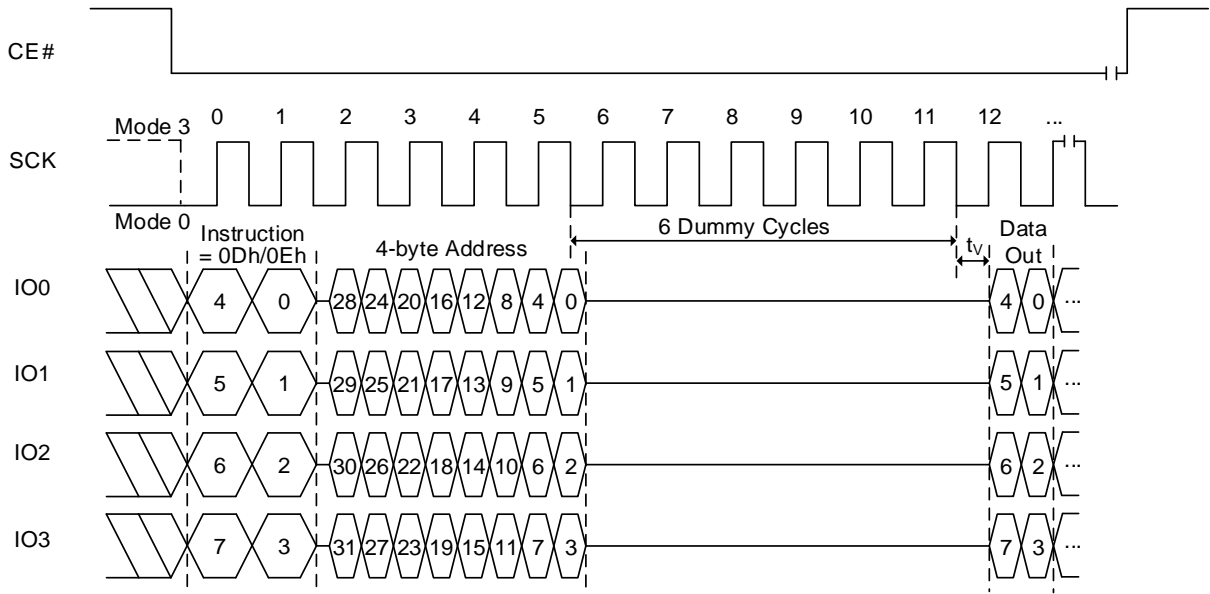 CE#
Mode 3
0 1 2 3 4 5 6 7 8 9 10 11 12 ...
SCK
Mode 0
Instruction
= 0Dh/0Eh
4-byte Address
6 Dummy Cycles
tV
Data
Out
IO0 4 0 28 24 20 16 12 8 4 0 4 0 ...
IO1 5 1 29 25 21 17 13 9 5 1 5 1 ...
IO2 6 2 30 26 22 18 14 10 6 2 6 2 ...
IO3 7 3 31 27 23 19 15 11 7 3 7 3 ...